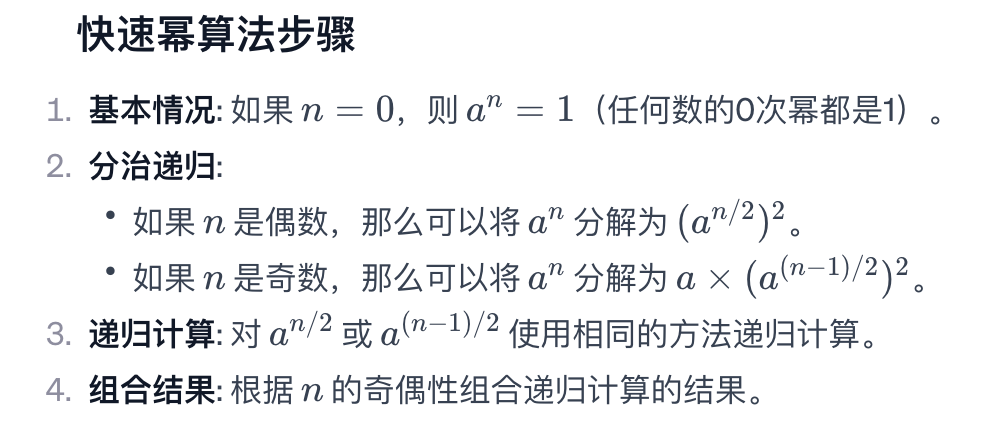 快速幂算法步骤
1. 基本情况: 如果 n = 0，则 aⁿ = 1（任何数的0次幂都是1）。
2. 分治递归:
• 如果 n 是偶数，那么可以将 aⁿ 分解为 (a^{n/2})²。
• 如果 n 是奇数，那么可以将 aⁿ 分解为 a × (a^{(n−1)/2})²。
3. 递归计算: 对 a^{n/2} 或 a^{(n−1)/2} 使用相同的方法递归计算。
4. 组合结果: 根据 n 的奇偶性组合递归计算的结果。